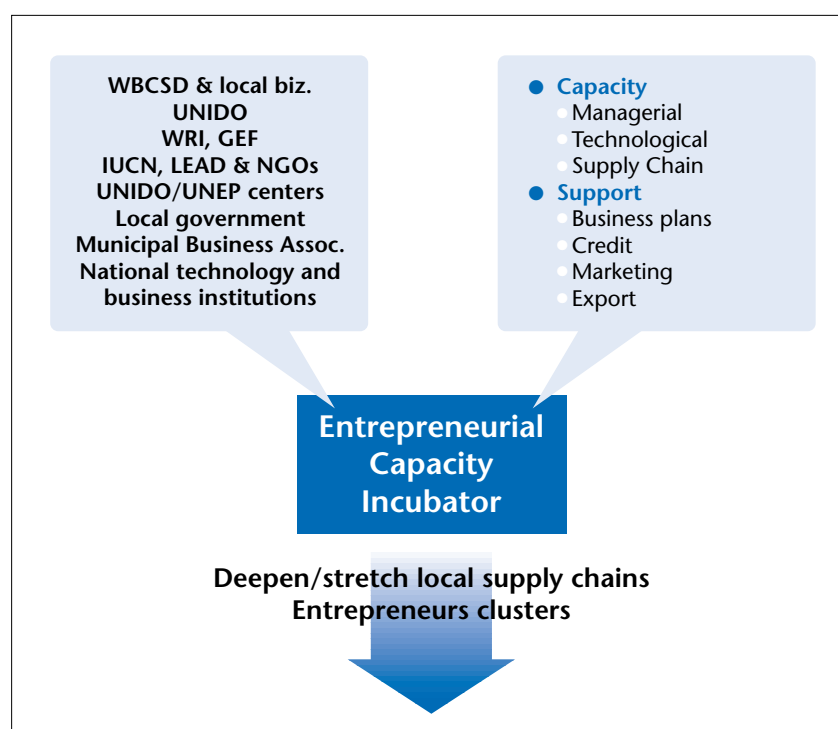 WBCSD & local biz.
UNIDO
WRI, GEF
IUCN, LEAD & NGOs
UNIDO/UNEP centers
Local government
Municipal Business Assoc.
National technology and
business institutions
Capacity
Managerial
Technological
Supply Chain
Support
Business plans
Credit
Marketing
Export
Entrepreneurial
Capacity
Incubator
Deepen/stretch local supply chains
Entrepreneurs clusters